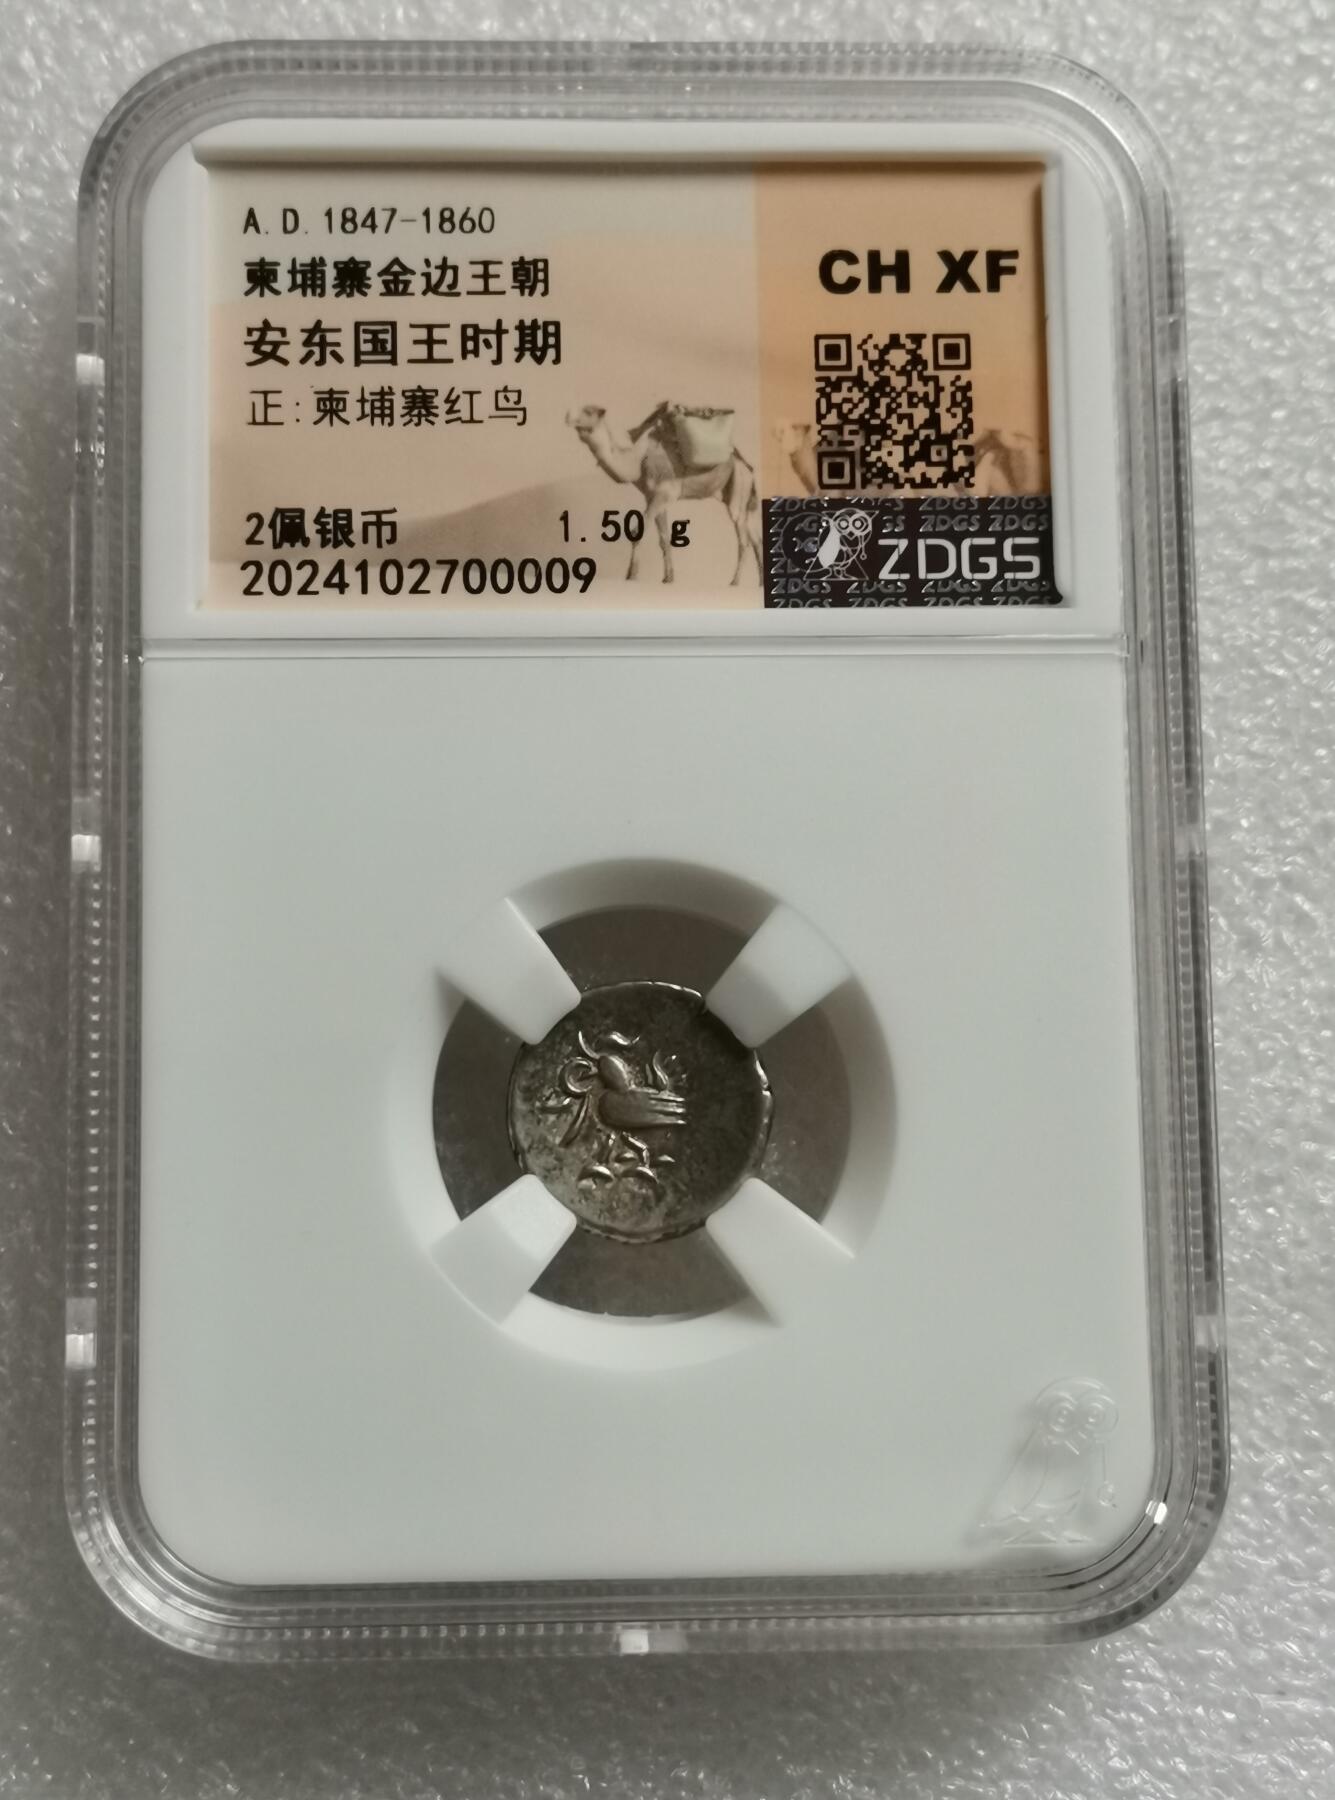 A.D.1847-1860
柬埔寨金边王朝
安东国王时期
正:柬埔寨红鸟
2佩银币 1.50 g
2024102700009
CH XF
ZDGS